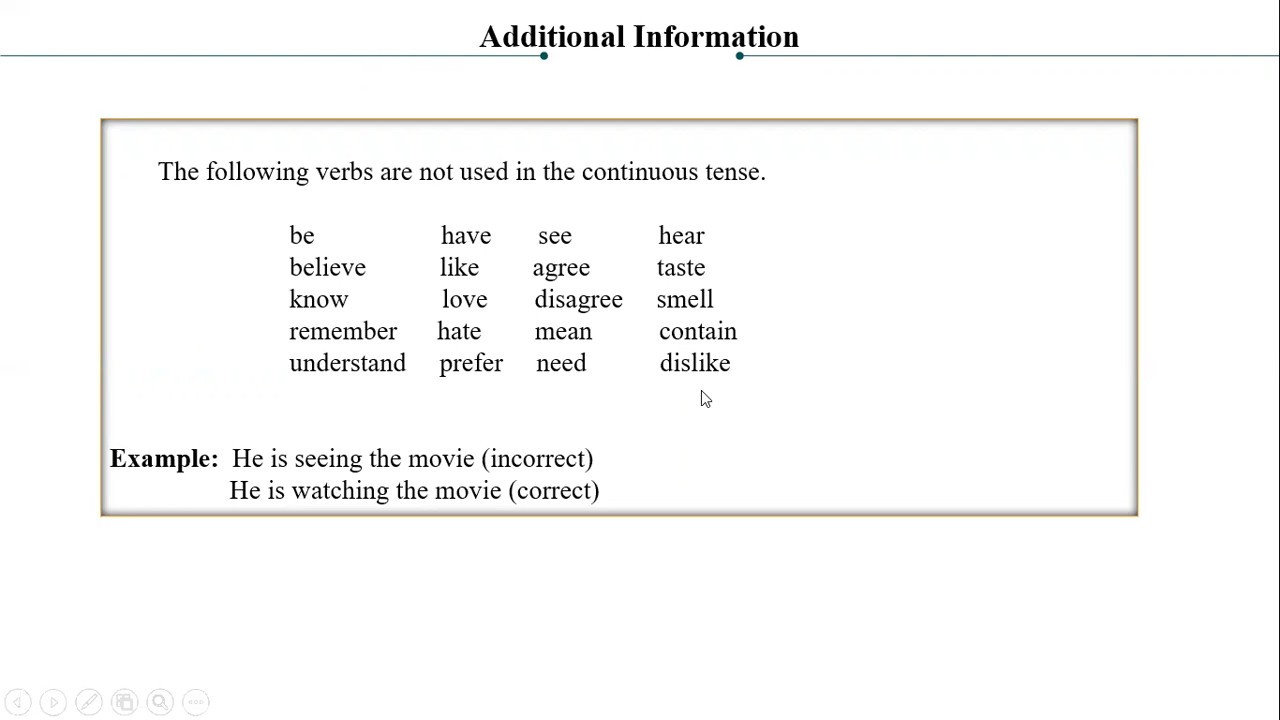 Additional Information
The following verbs are not used in the continuous tense.
be have see hear
believe like agree taste
know love disagree smell
remember hate mean contain
understand prefer need dislike
Example: He is seeing the movie (incorrect)
He is watching the movie (correct)